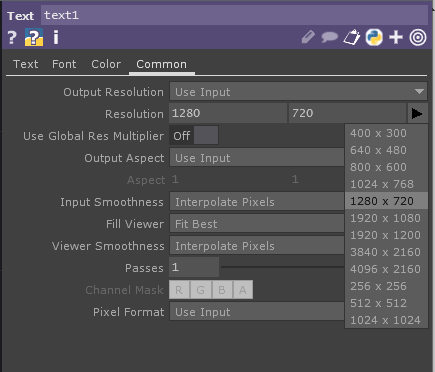 Text text1
? ? i
Text Font Color Common
Output Resolution Use Input
Resolution 1280 720
Use Global Res Multiplier Off
Output Aspect Use Input
Aspect 1 1
Input Smoothness Interpolate Pixels
Fill Viewer Fit Best
Viewer Smoothness Interpolate Pixels
Passes 1
Channel Mask R G B A
Pixel Format Use Input
400 x 300
640 x 480
800 x 600
1024 x 768
1280 x 720
1920 x 1080
1920 x 1200
3840 x 2160
4096 x 2160
256 x 256
512 x 512
1024 x 1024